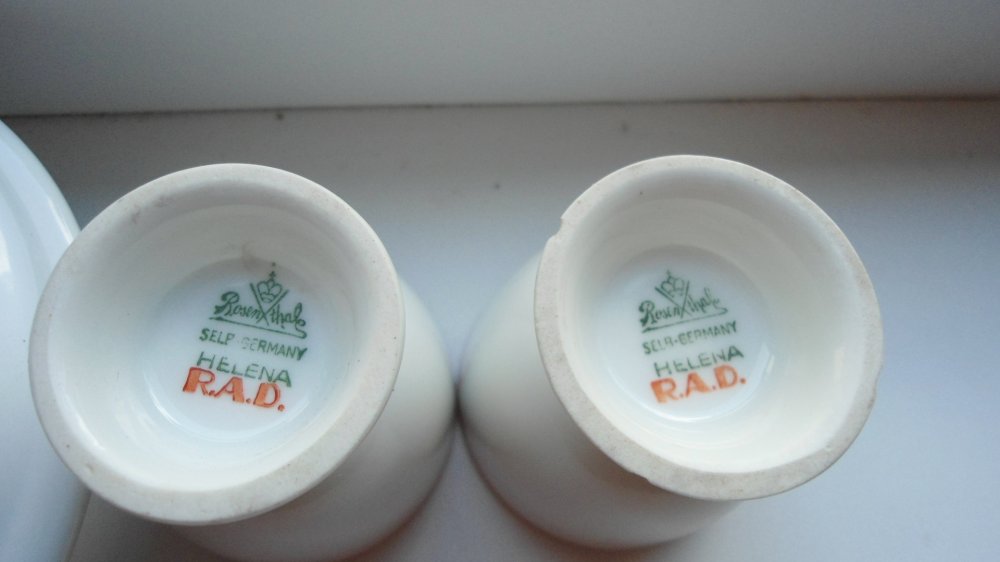 Rosenthal
SELB-GERMANY
HELENA
R.A.D.
Rosenthal
SELB-GERMANY
HELENA
R.A.D.